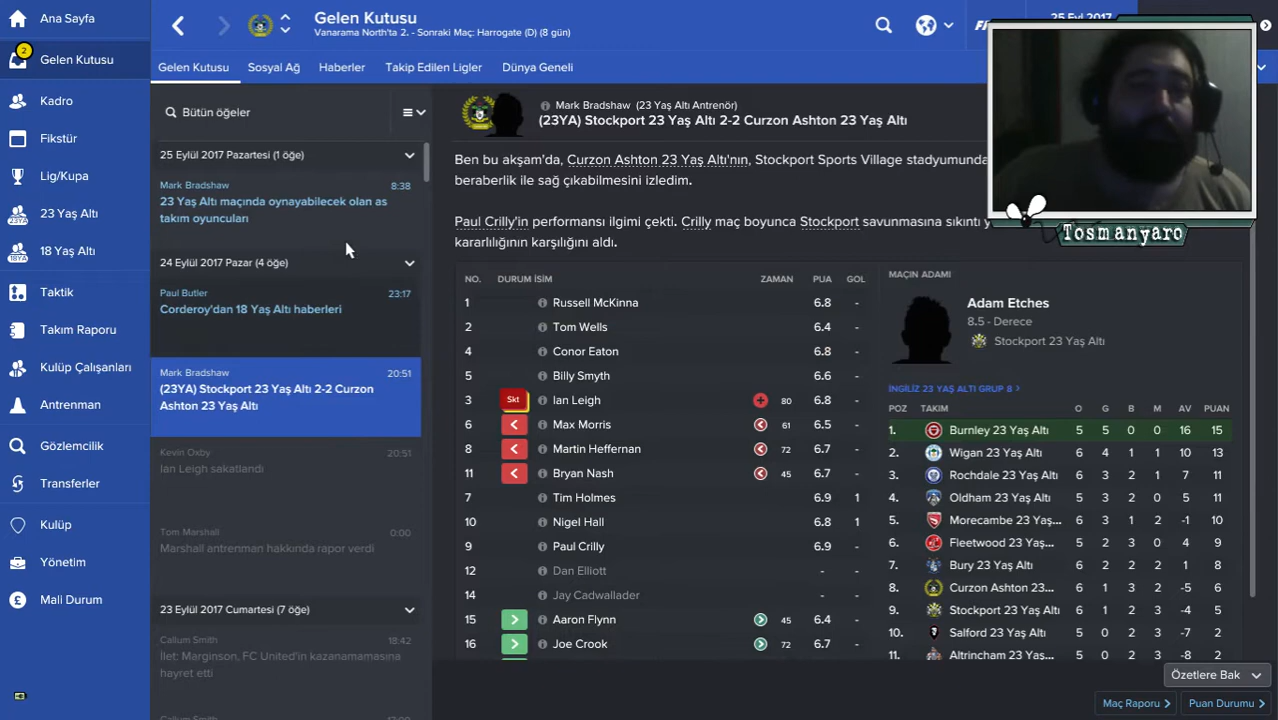 Ana Sayfa
2
Gelen Kutusu
Kadro
Fikstür
Lig/Kupa
23YA
23 Yaş Altı
18YA
18 Yaş Altı
Taktik
Takım Raporu
Kulüp Çalışanları
Antrenman
Gözlemcilik
Transferler
Kulüp
Yönetim
Mali Durum
Gelen Kutusu
Vanarama North'ta 2. - Sonraki Maç: Harrogate (D) (8 gün)
25 Eyl 2017
Gelen Kutusu Sosyal Ağ Haberler Takip Edilen Ligler Dünya Geneli
Bütün öğeler
25 Eylül 2017 Pazartesi (1 öğe)
Mark Bradshaw 8:38
23 Yaş Altı maçında oynayabilecek olan as
takım oyuncuları
24 Eylül 2017 Pazar (4 öğe)
Paul Butler 23:17
Corderoy'dan 18 Yaş Altı haberleri
Mark Bradshaw 20:51
(23YA) Stockport 23 Yaş Altı 2-2 Curzon
Ashton 23 Yaş Altı
Kevin Oxby 20:51
Ian Leigh sakatlandı
Tom Marshall 0:00
Marshall antrenman hakkında rapor verdi
23 Eylül 2017 Cumartesi (7 öğe)
Callum Smith 18:42
İlet: Marginson, FC United'in kazanamamasına
hayret etti
Mark Bradshaw (23 Yaş Altı Antrenör)
(23YA) Stockport 23 Yaş Altı 2-2 Curzon Ashton 23 Yaş Altı
Ben bu akşam'da, Curzon Ashton 23 Yaş Altı'nın, Stockport Sports Village stadyumunda
beraberlik ile sağ çıkabilmesini izledim.
Paul Crilly'in performansı ilgimi çekti. Crilly maç boyunca Stockport savunmasına sıkıntı
kararlılığının karşılığını aldı.
NO. DURUM İSİM ZAMAN PUA GOL
1 Russell McKinna 6.8 -
2 Tom Wells 6.4 -
4 Conor Eaton 6.8 -
5 Billy Smyth 6.6 -
3 Skt Ian Leigh 80 6.8 -
6 Max Morris 61 6.5 -
8 Martin Heffernan 72 6.7 -
11 Bryan Nash 45 6.7 -
7 Tim Holmes 6.9 1
10 Nigel Hall 6.8 1
9 Paul Crilly 6.9 -
12 Dan Elliott - -
14 Jay Cadwallader - -
15 Aaron Flynn 45 6.4 -
16 Joe Crook 72 6.7 -
MAÇIN ADAMI
Adam Etches
8.5 - Derece
Stockport 23 Yaş Altı
İNGİLİZ 23 YAŞ ALTI GRUP 8 >
POZ TAKIM O G B M AV PUAN
1. Burnley 23 Yaş Altı 5 5 0 0 16 15
2. Wigan 23 Yaş Altı 6 4 1 1 10 13
3. Rochdale 23 Yaş Altı 6 3 2 1 7 11
4. Oldham 23 Yaş Altı 5 3 2 0 5 11
5. Morecambe 23 Yaş... 6 3 1 2 -1 10
6. Fleetwood 23 Yaş... 5 2 3 0 4 9
7. Bury 23 Yaş Altı 5 2 2 1 1 8
8. Curzon Ashton 23... 6 1 3 2 -5 6
9. Stockport 23 Yaş Altı 6 1 2 3 -4 5
10. Salford 23 Yaş Altı 5 0 2 3 -7 2
11. Altrincham 23 Yaş... 5 0 2 3 -8 2
Özetlere Bak
Maç Raporu > Puan Durumu >
Tosmanyaro